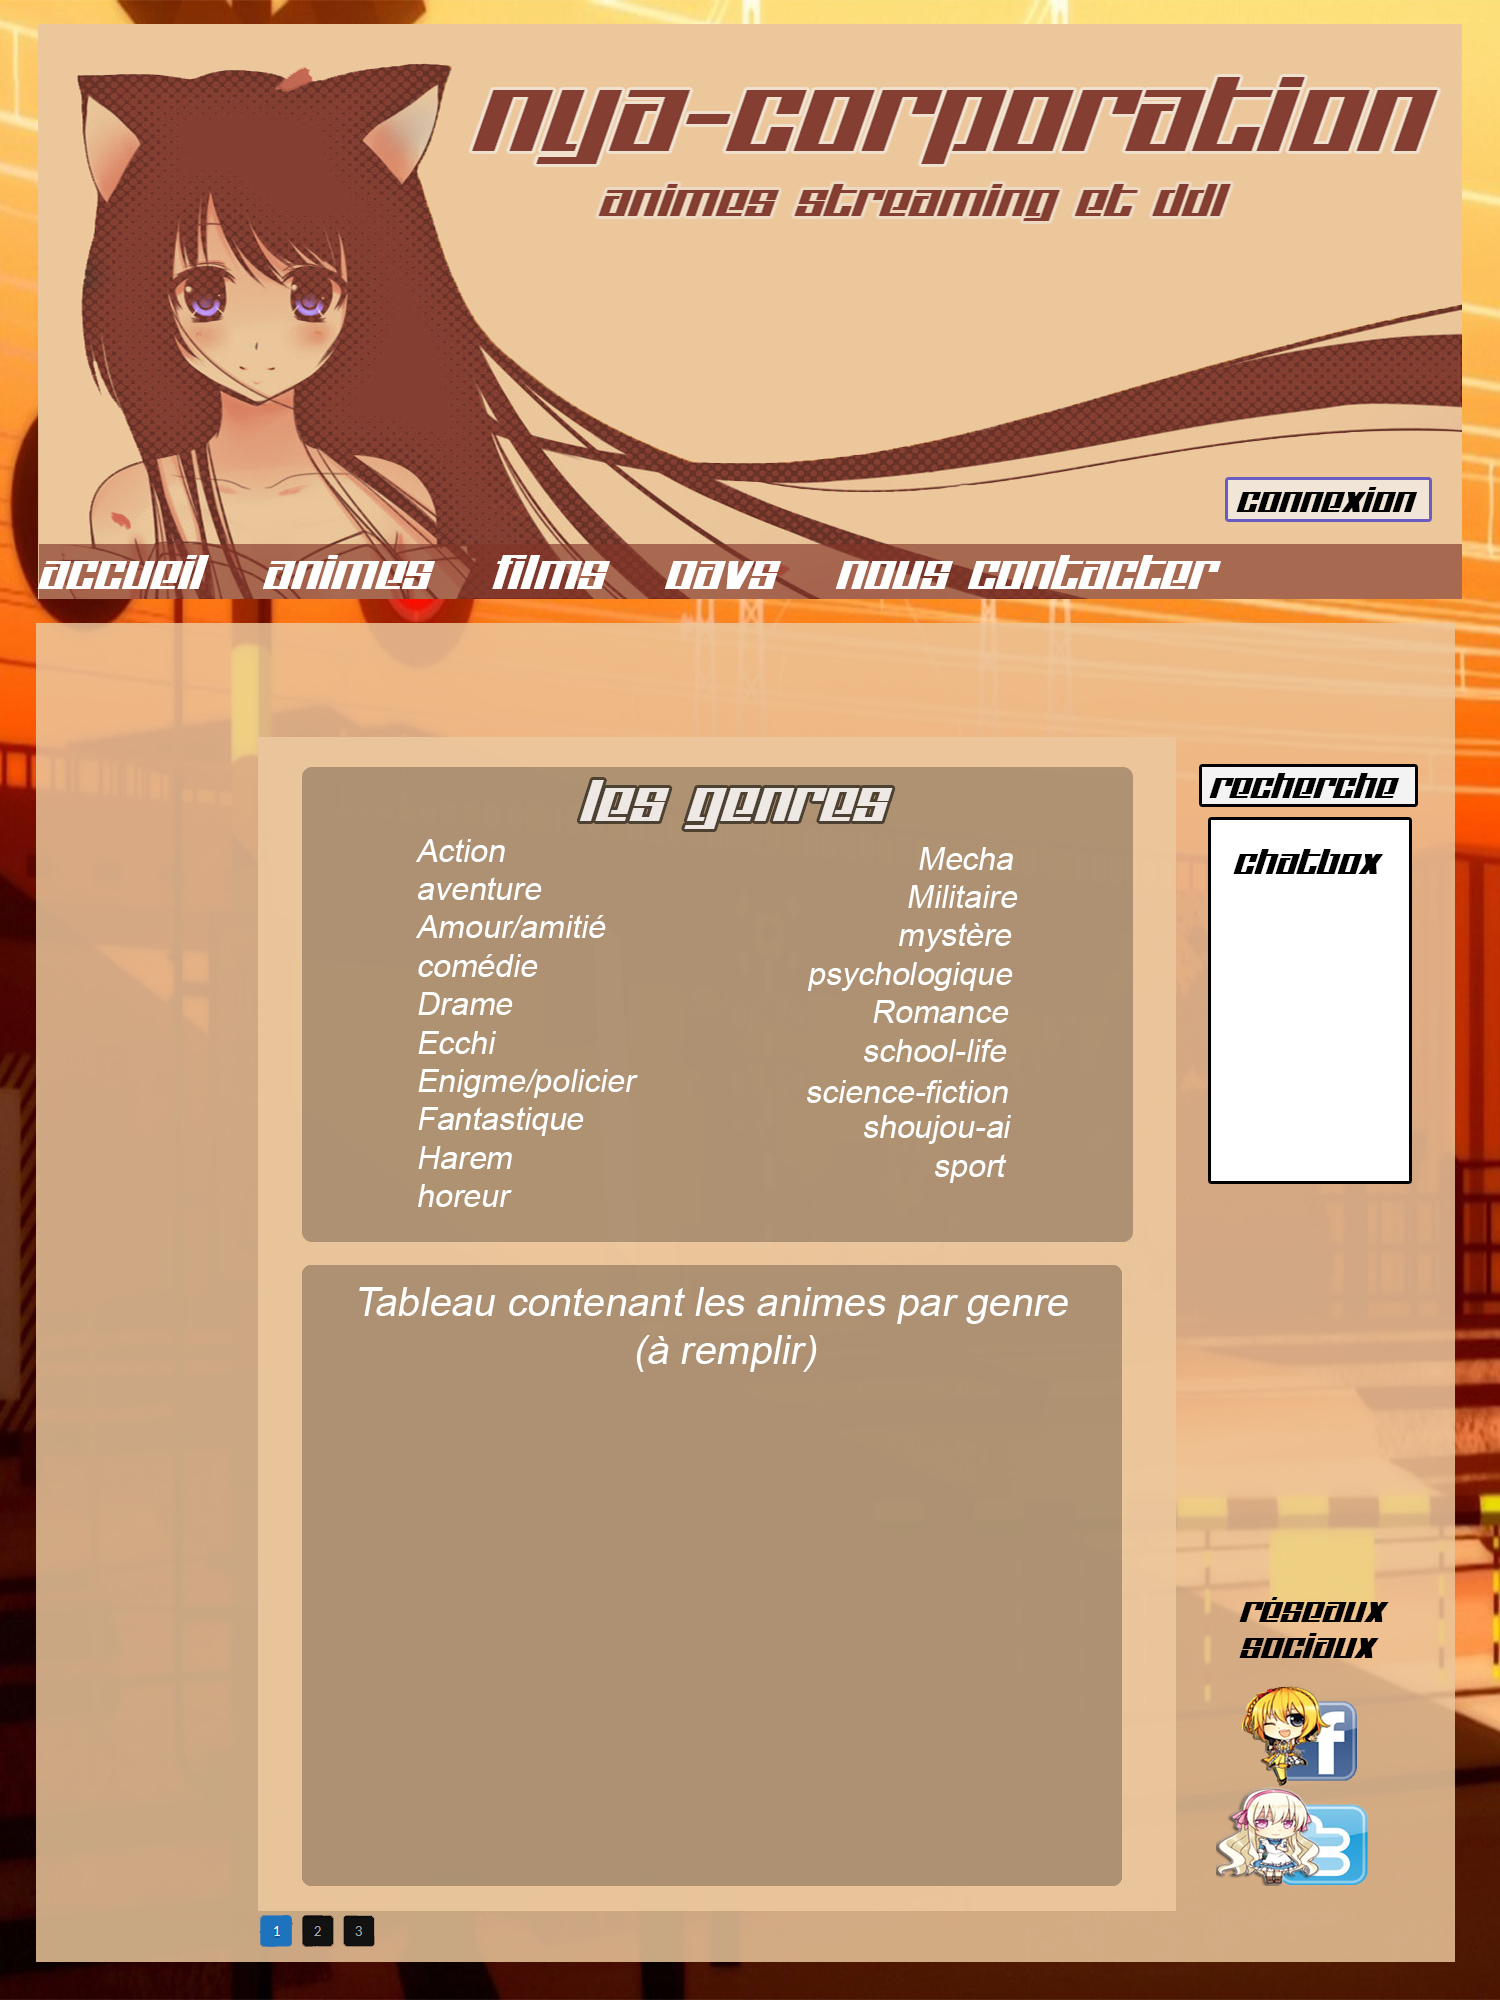 nya-corporation
animes streaming et ddl
connexion
accueil animes films oavs nous contacter
les genres
Action
aventure
Amour/amitié
comédie
Drame
Ecchi
Enigme/policier
Fantastique
Harem
horeur
Mecha
Militaire
mystère
psychologique
Romance
school-life
science-fiction
shoujou-ai
sport
Tableau contenant les animes par genre
(à remplir)
recherche
chatbox
réseaux
sociaux
f
1 2 3